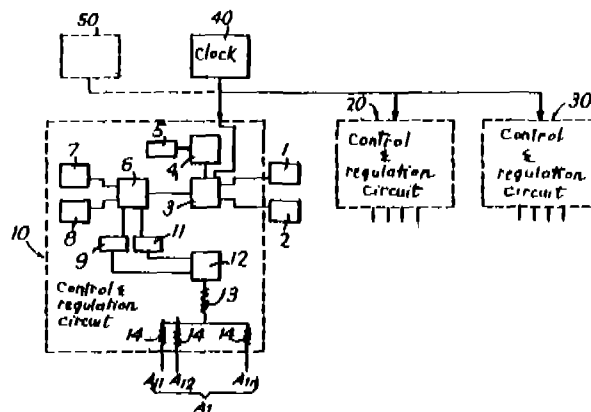 50
40
Clock
20
30
Control
&
regulation
Circuit
Control
&
regulation
Circuit
5
4
7
6
1
3
8
2
10
9
11
12
13
Control &
regulation
circuit
14
14
14
A11
A12
A1n
A1